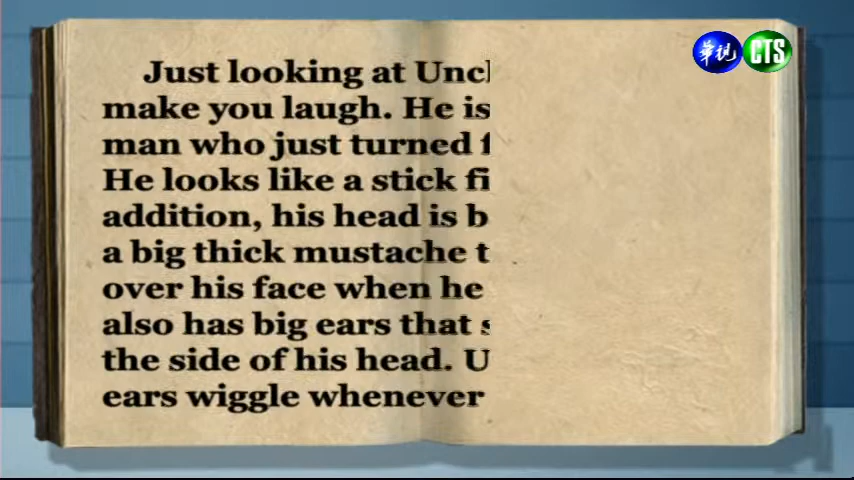 華視 CTS
Just looking at
make you laugh. He is
man who just turned
He looks like a stick
addition, his head is
a big thick mustache
over his face when he
also has big ears that
the side of his head.
ears wiggle whenever